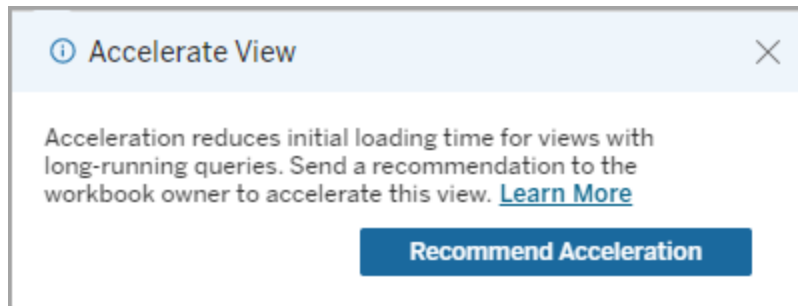 Accelerate View
Acceleration reduces initial loading time for views with
long-running queries. Send a recommendation to the
workbook owner to accelerate this view. Learn More
Recommend Acceleration